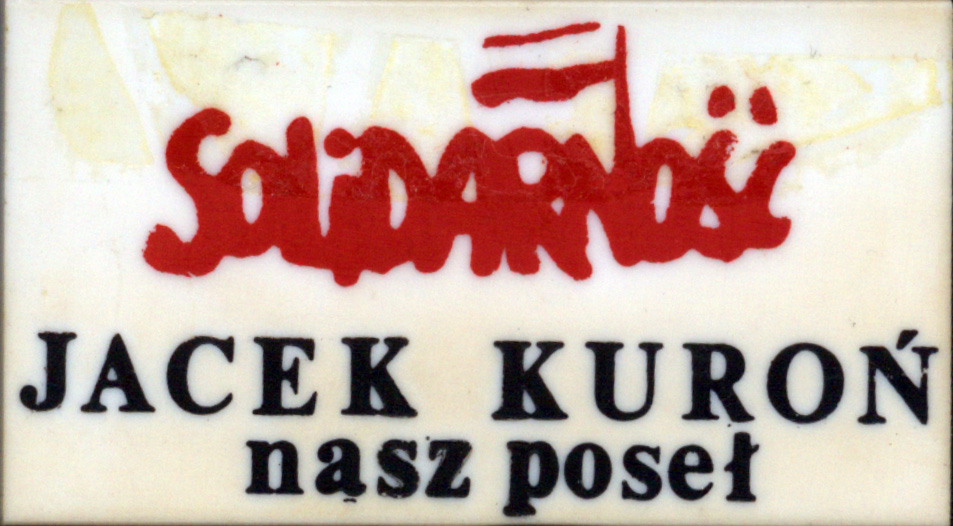 SOLIDARNOŚĆ
JACEK KUROŃ
nasz poseł